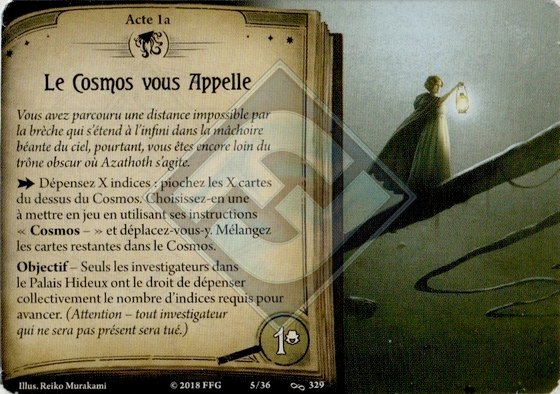 Acte 1a
Le Cosmos vous Appelle
Vous avez parcouru une distance impossible par
la brèche qui s'étend à l'infini dans la mâchoire
béante du ciel, pourtant, vous êtes encore loin du
trône obscur où Azathoth s'agite.
Dépensez X indices : piochez les X cartes
du dessus du Cosmos. Choisissez-en une
à mettre en jeu en utilisant ses instructions
« Cosmos – » et déplacez-vous-y. Mélangez
les cartes restantes dans le Cosmos.
Objectif – Seuls les investigateurs dans
le Palais Hideux ont le droit de dépenser
collectivement le nombre d'indices requis pour
avancer. (Attention – tout investigateur
qui ne sera pas présent sera tué.)
1
Illus. Reiko Murakami © 2018 FFG 5/36 329